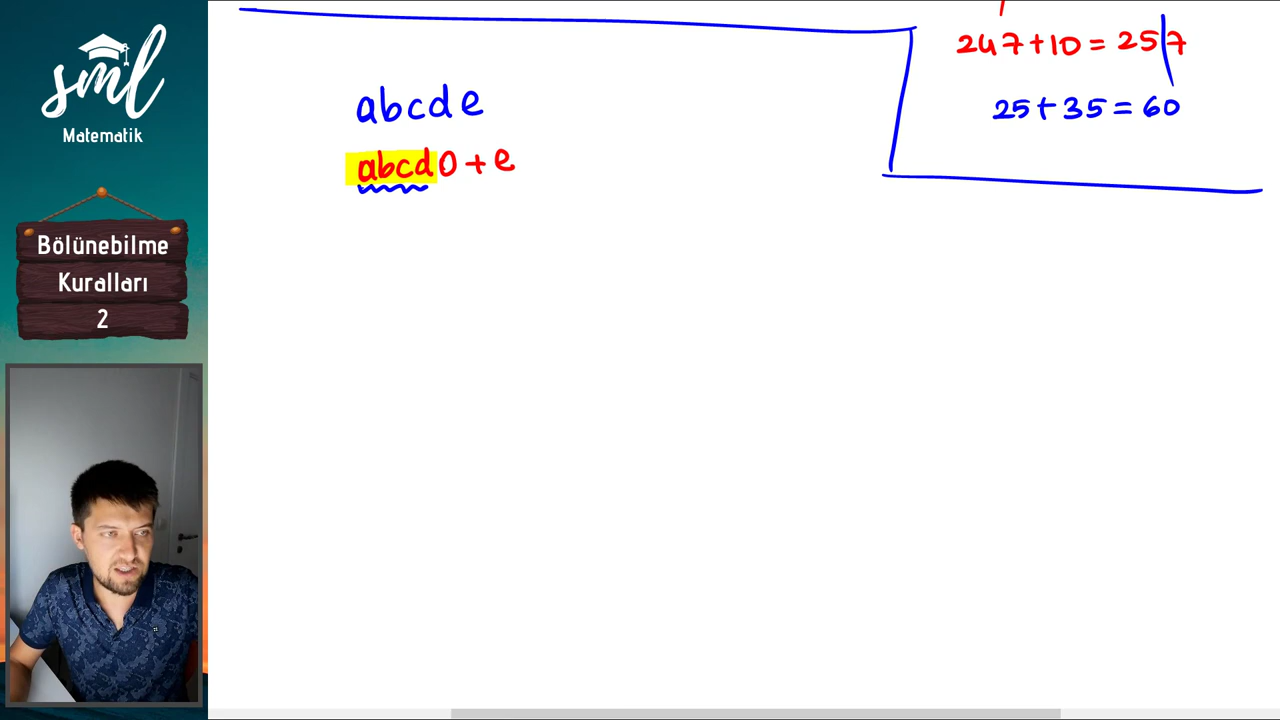 sml
Matematik
Bölünebilme
Kuralları
2
abcde
abcd0+e
247+10=257
25+35=60